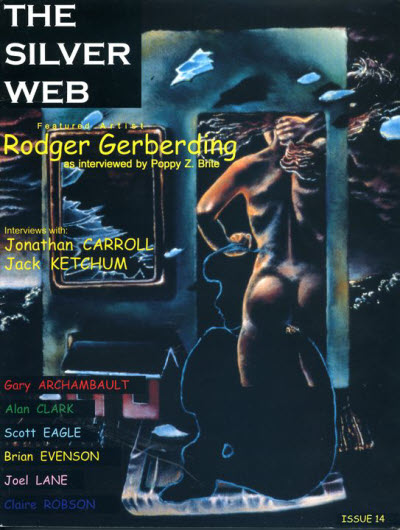 THE
SILVER
WEB
Featured Artist
Rodger Gerberding
as interviewed by Poppy Z. Brite
Interviews with:
Jonathan CARROLL
Jack KETCHUM
Gary ARCHAMBAULT
Alan CLARK
Scott EAGLE
Brian EVENSON
Joel LANE
Claire ROBSON
ISSUE 14